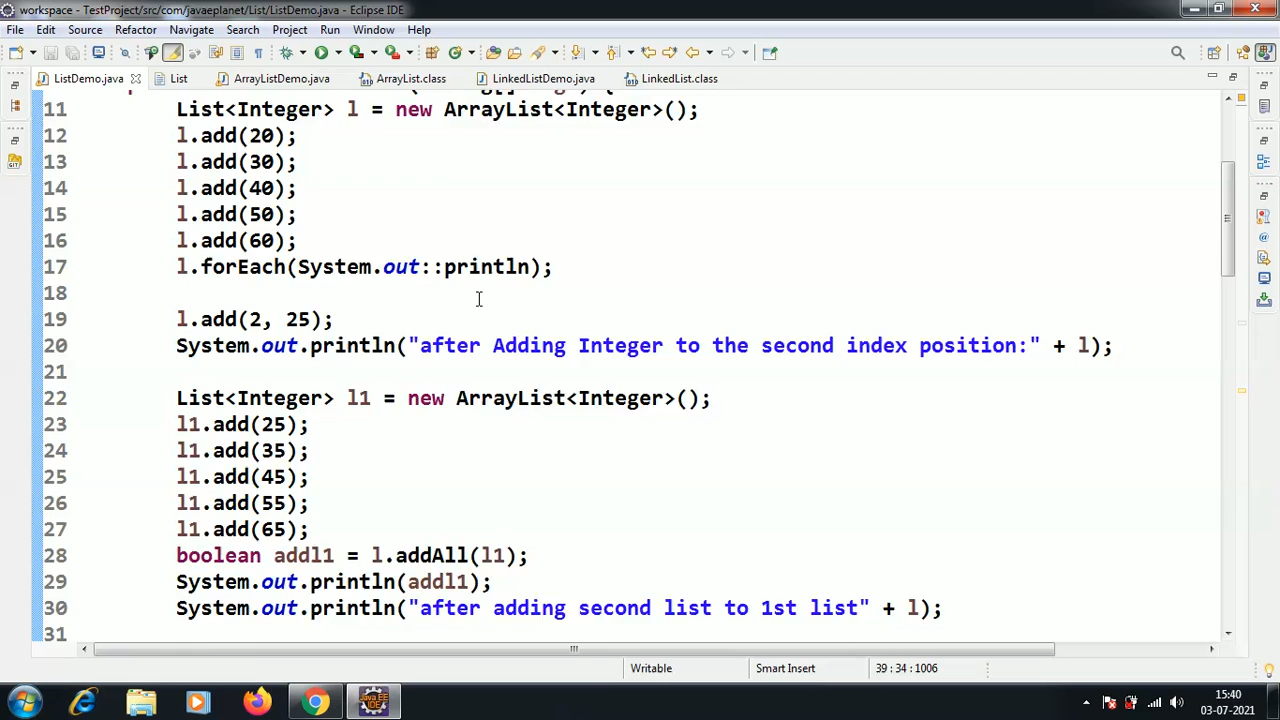 workspace - TestProject/src/com/javaeplanet/List/ListDemo.java - Eclipse IDE
File Edit Source Refactor Navigate Search Project Run Window Help
ListDemo.java List ArrayListDemo.java ArrayList.class LinkedListDemo.java LinkedList.class
11 List<Integer> l = new ArrayList<Integer>();
12 l.add(20);
13 l.add(30);
14 l.add(40);
15 l.add(50);
16 l.add(60);
17 l.forEach(System.out::println);
18
19 l.add(2, 25);
20 System.out.println("after Adding Integer to the second index position:" + l);
21
22 List<Integer> l1 = new ArrayList<Integer>();
23 l1.add(25);
24 l1.add(35);
25 l1.add(45);
26 l1.add(55);
27 l1.add(65);
28 boolean addl1 = l.addAll(l1);
29 System.out.println(addl1);
30 System.out.println("after adding second list to 1st list" + l);
31
Writable Smart Insert 39 : 34 : 1006
Java EE
IDE
15:40
03-07-2021